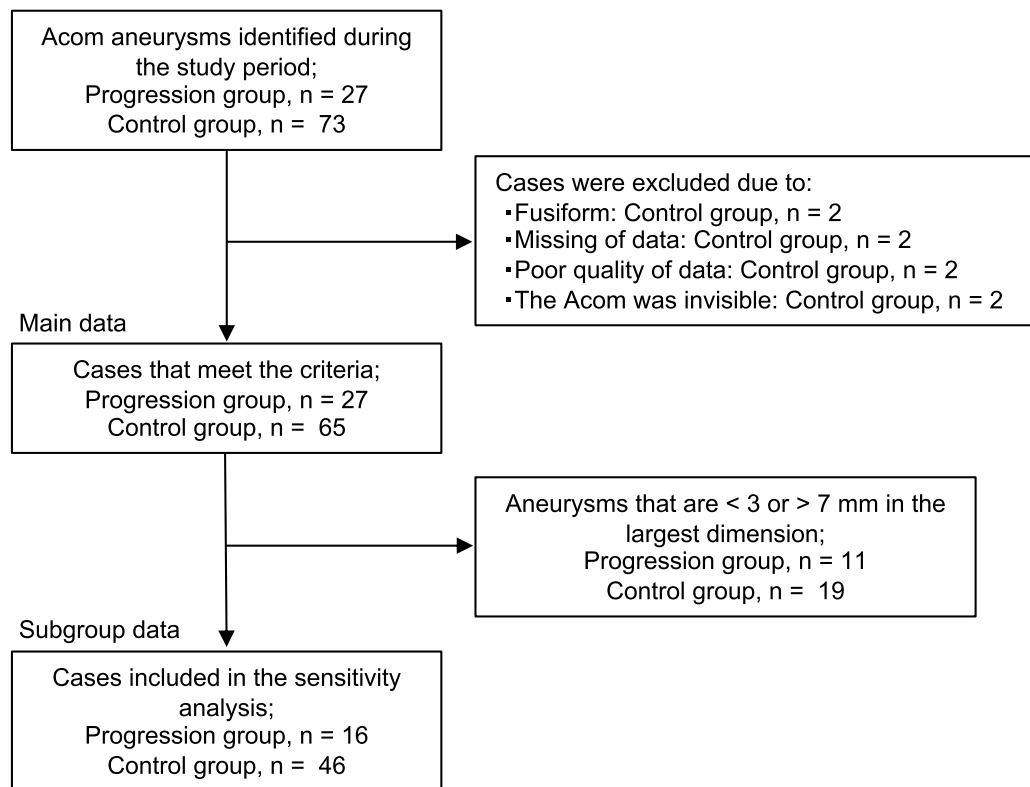 Acom aneurysms identified during
the study period;
Progression group, n = 27
Control group, n =  73
Cases were excluded due to:
・Fusiform: Control group, n = 2
・Missing of data: Control group, n = 2
・Poor quality of data: Control group, n = 2
・The Acom was invisible: Control group, n = 2
Main data
Cases that meet the criteria;
Progression group, n = 27
Control group, n =  65
Aneurysms that are < 3 or > 7 mm in the
largest dimension;
Progression group, n = 11
Control group, n =  19
Subgroup data
Cases included in the sensitivity
analysis;
Progression group, n = 16
Control group, n =  46